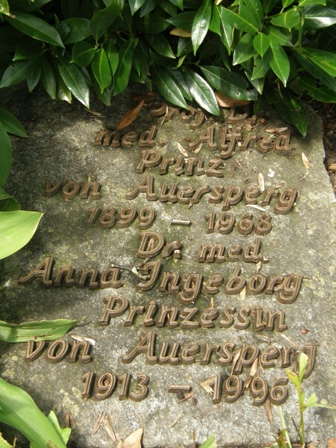 med. Alfred
Prinz
von Auersperg
1899 – 1968
Dr. med.
Anna Ingeborg
Prinzessin
von Auersperg
1913 – 1996